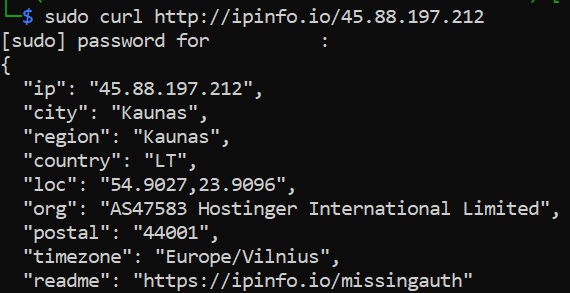 $ sudo curl http://ipinfo.io/45.88.197.212
[sudo] password for :
{
"ip": "45.88.197.212",
"city": "Kaunas",
"region": "Kaunas",
"country": "LT",
"loc": "54.9027,23.9096",
"org": "AS47583 Hostinger International Limited",
"postal": "44001",
"timezone": "Europe/Vilnius",
"readme": "https://ipinfo.io/missingauth"